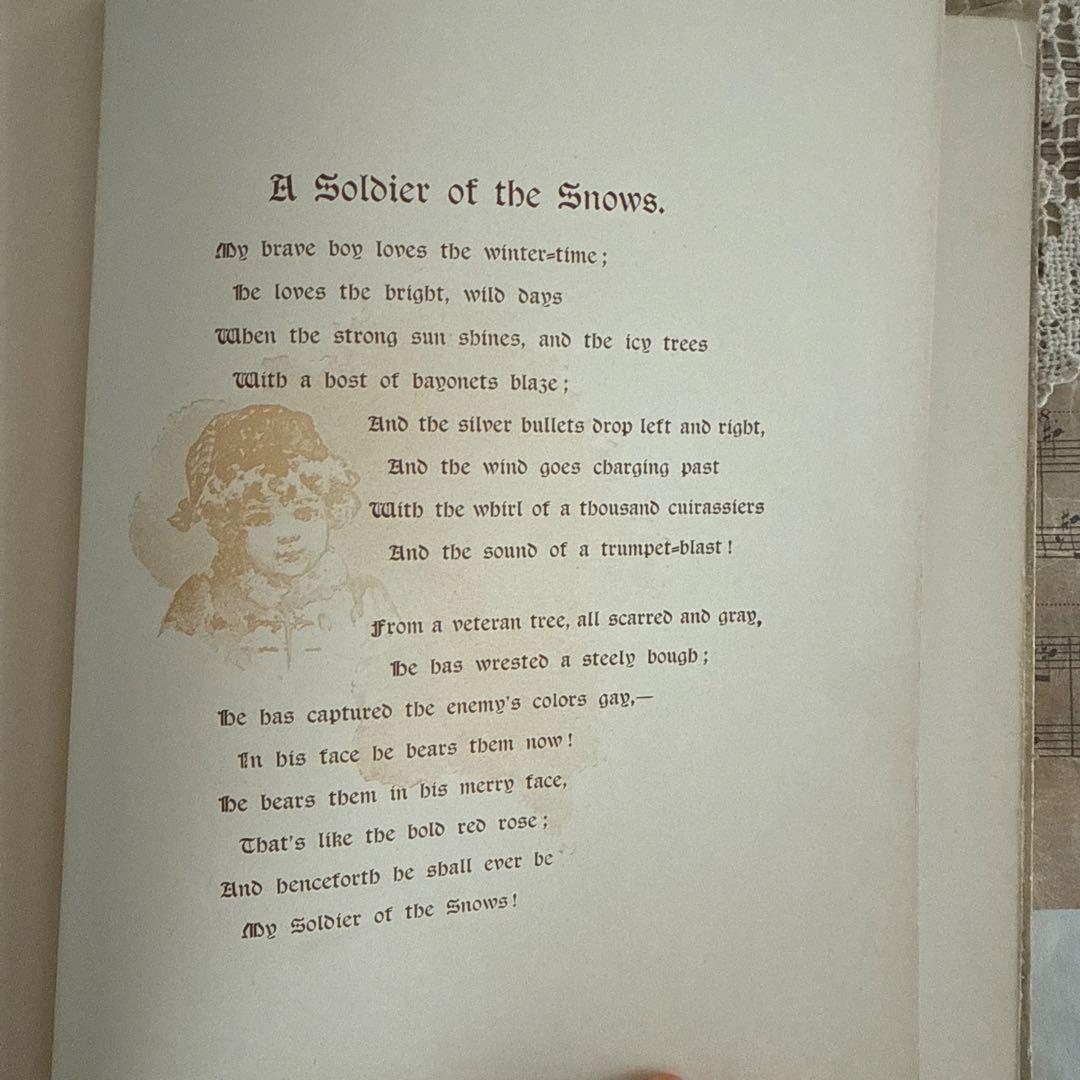 A Soldier of the Snows.
My brave boy loves the winter-time;
He loves the bright, wild days
When the strong sun shines, and the icy trees
With a host of bayonets blaze;
And the silver bullets drop left and right,
And the wind goes charging past
With the whirl of a thousand cuirassiers
And the sound of a trumpet-blast!
From a veteran tree, all scarred and gray,
He has wrested a steely bough;
He has captured the enemy's colors gay,—
In his face he bears them now!
He bears them in his merry face,
That's like the bold red rose;
And henceforth he shall ever be
My Soldier of the Snows!